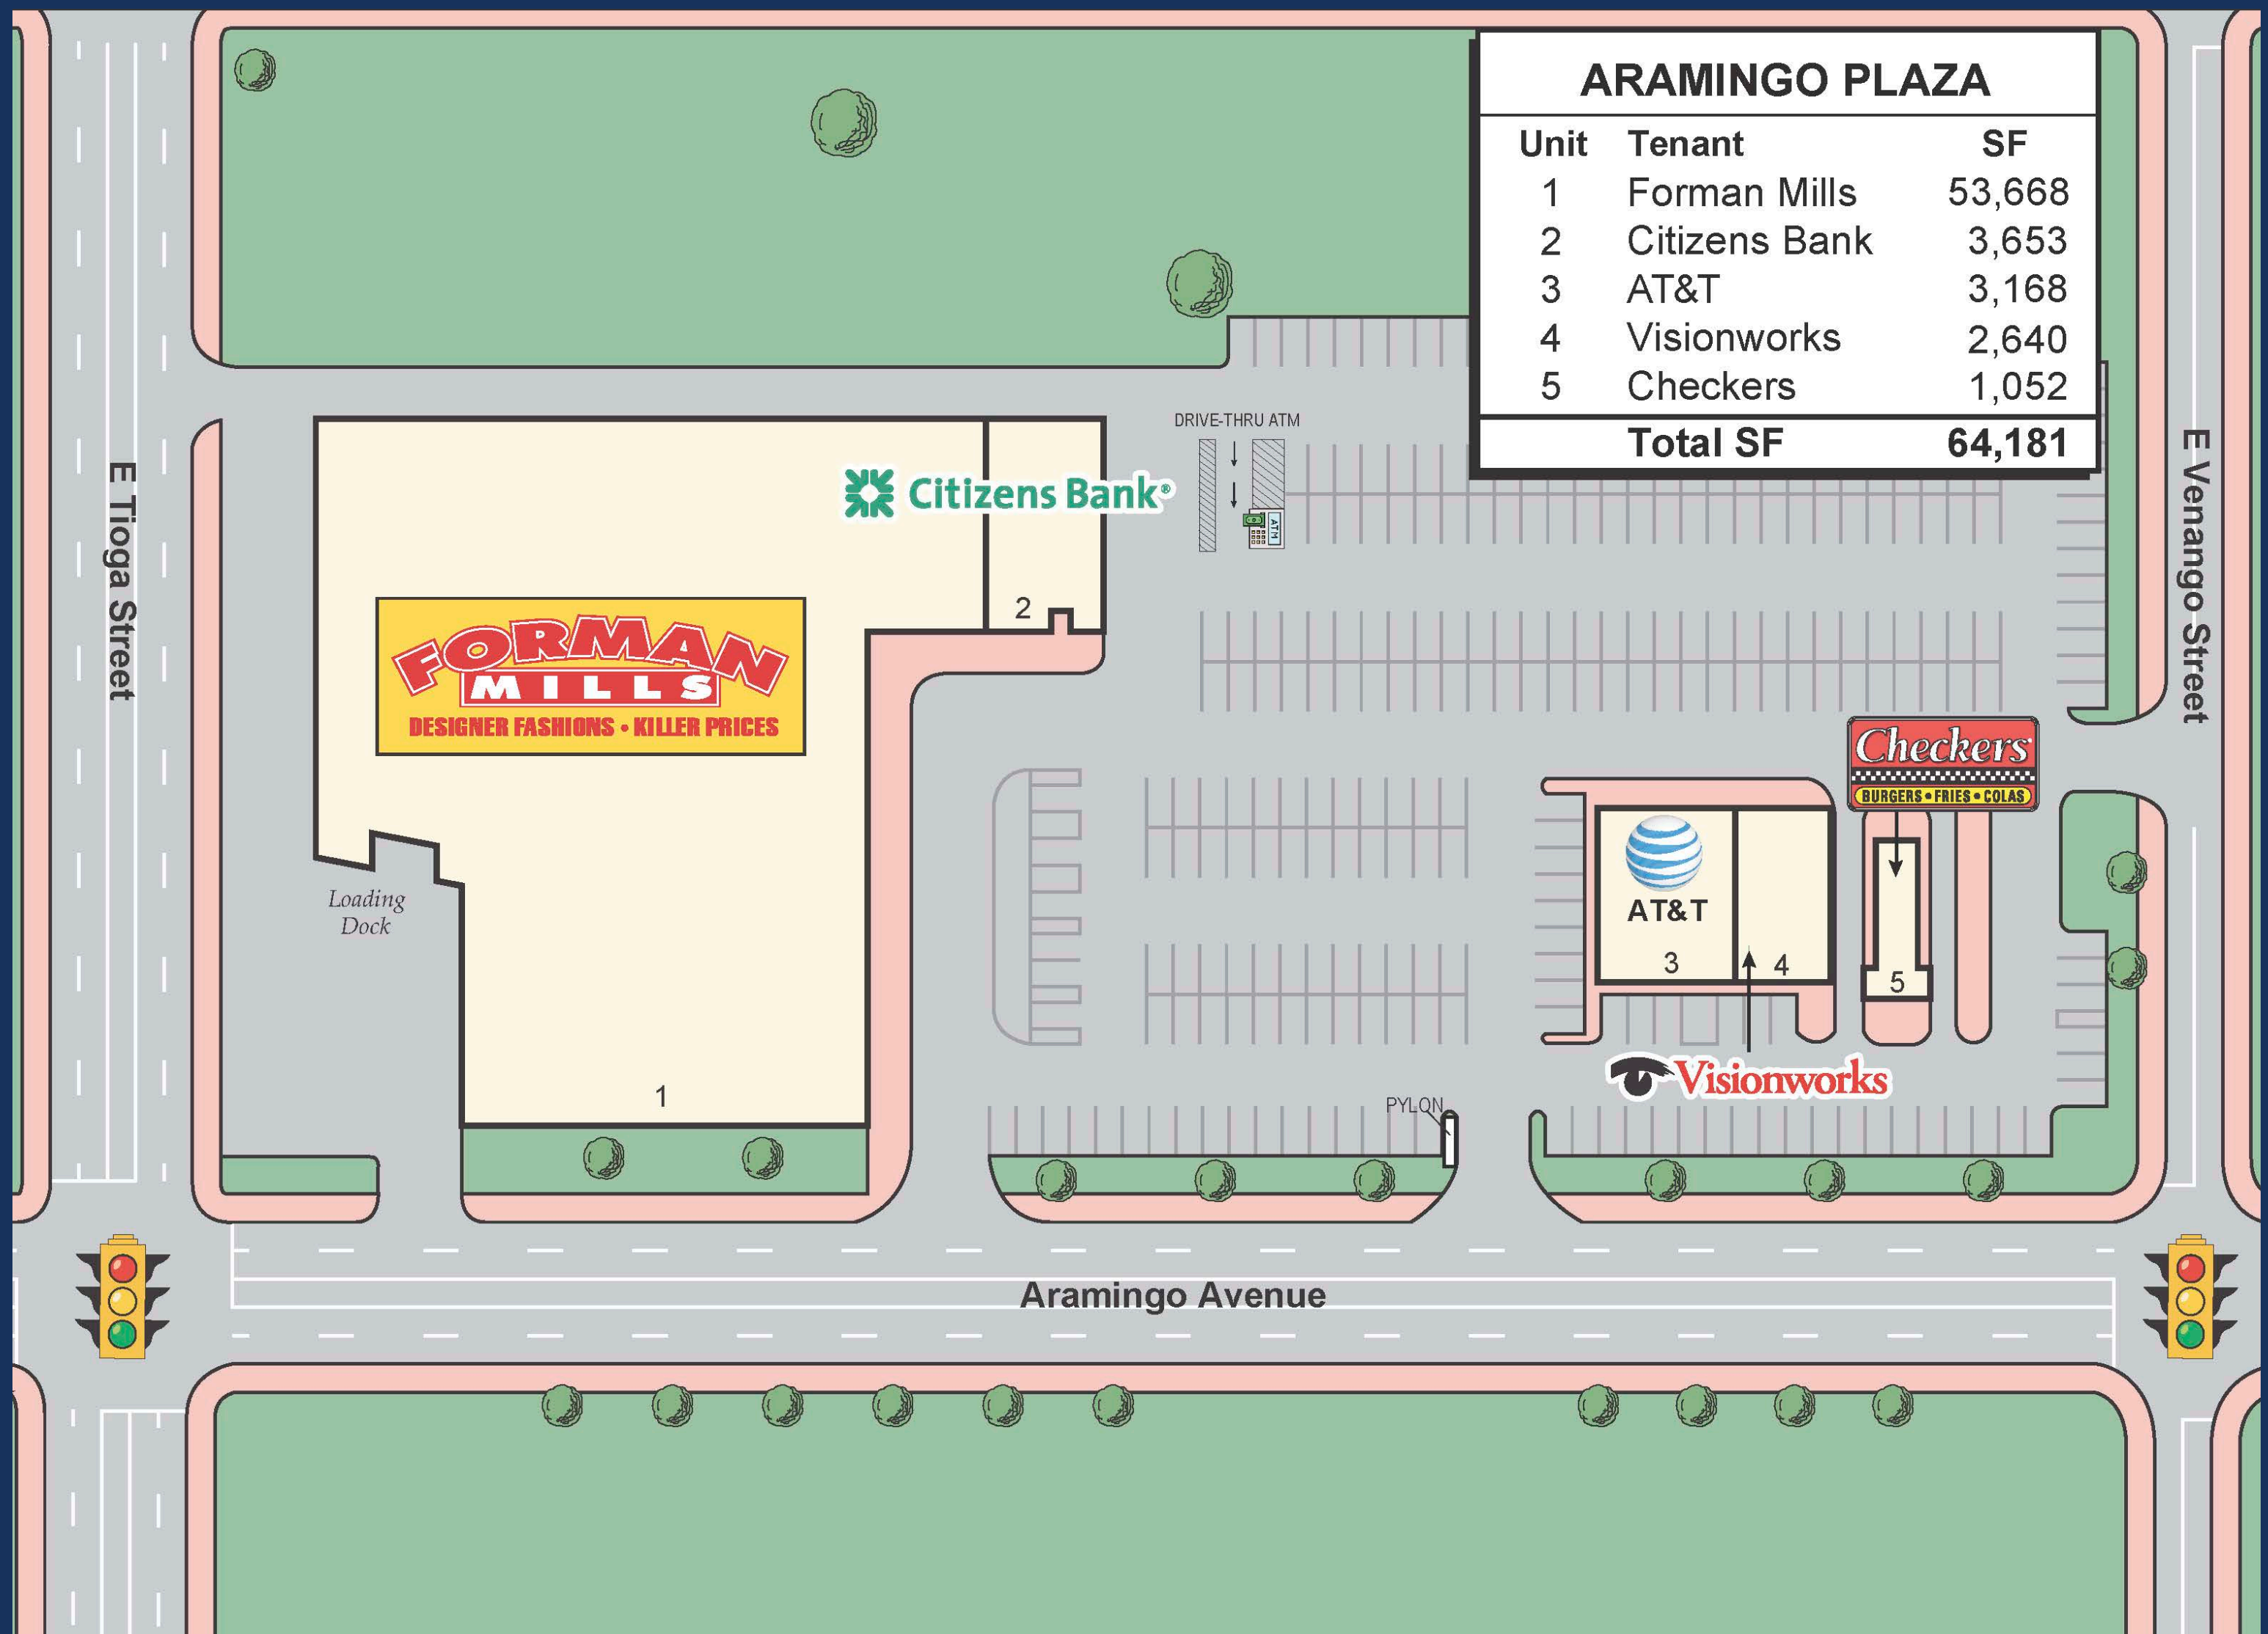 ARAMINGO PLAZA
Unit Tenant SF
1 Forman Mills 53,668
2 Citizens Bank 3,653
3 AT&T 3,168
4 Visionworks 2,640
5 Checkers 1,052
Total SF 64,181
DRIVE-THRU ATM
ATM
Citizens Bank®
2
E Tioga Street
E Venango Street
FORMAN
MILLS
DESIGNER FASHIONS • KILLER PRICES
Checkers
BURGERS • FRIES • COLAS
AT&T
3
4
5
Loading
Dock
Visionworks
1
PYLON
Aramingo Avenue